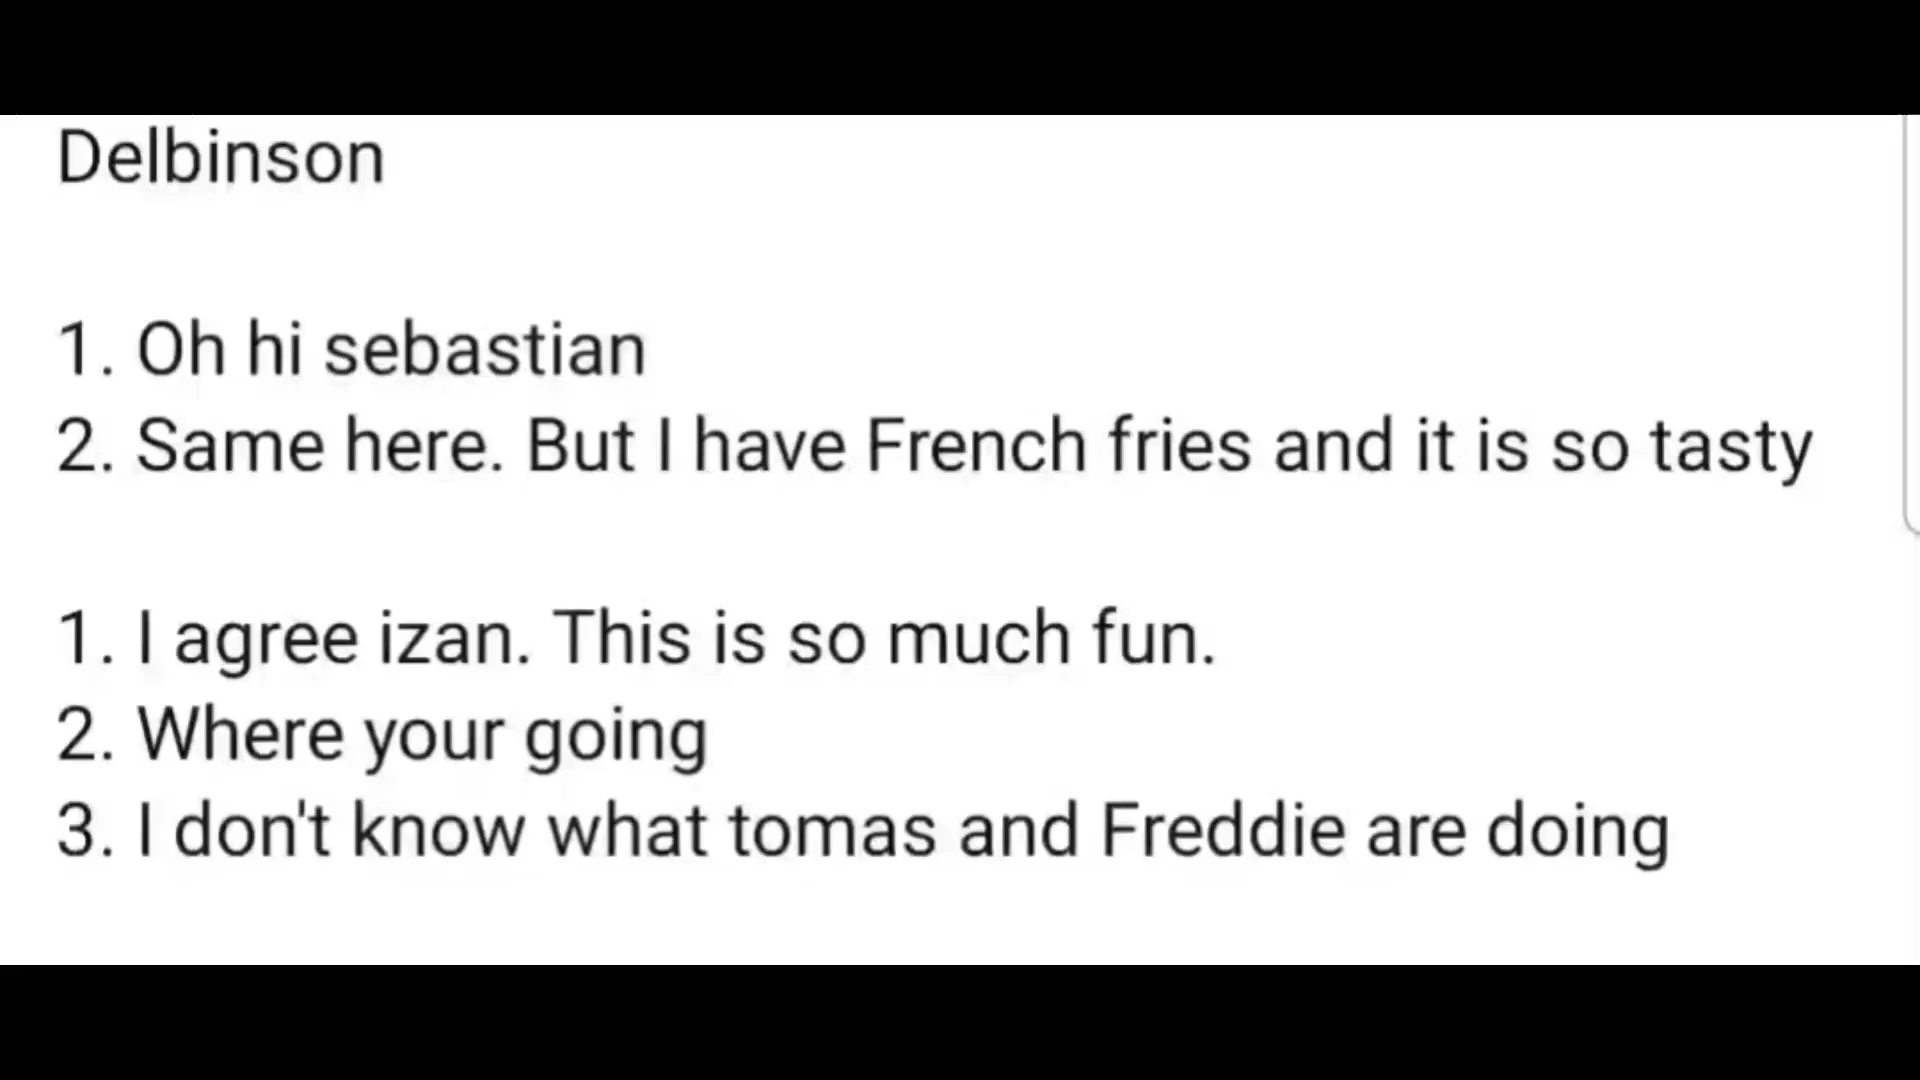 Delbinson
1. Oh hi sebastian
2. Same here. But I have French fries and it is so tasty
1. I agree izan. This is so much fun.
2. Where your going
3. I don't know what tomas and Freddie are doing